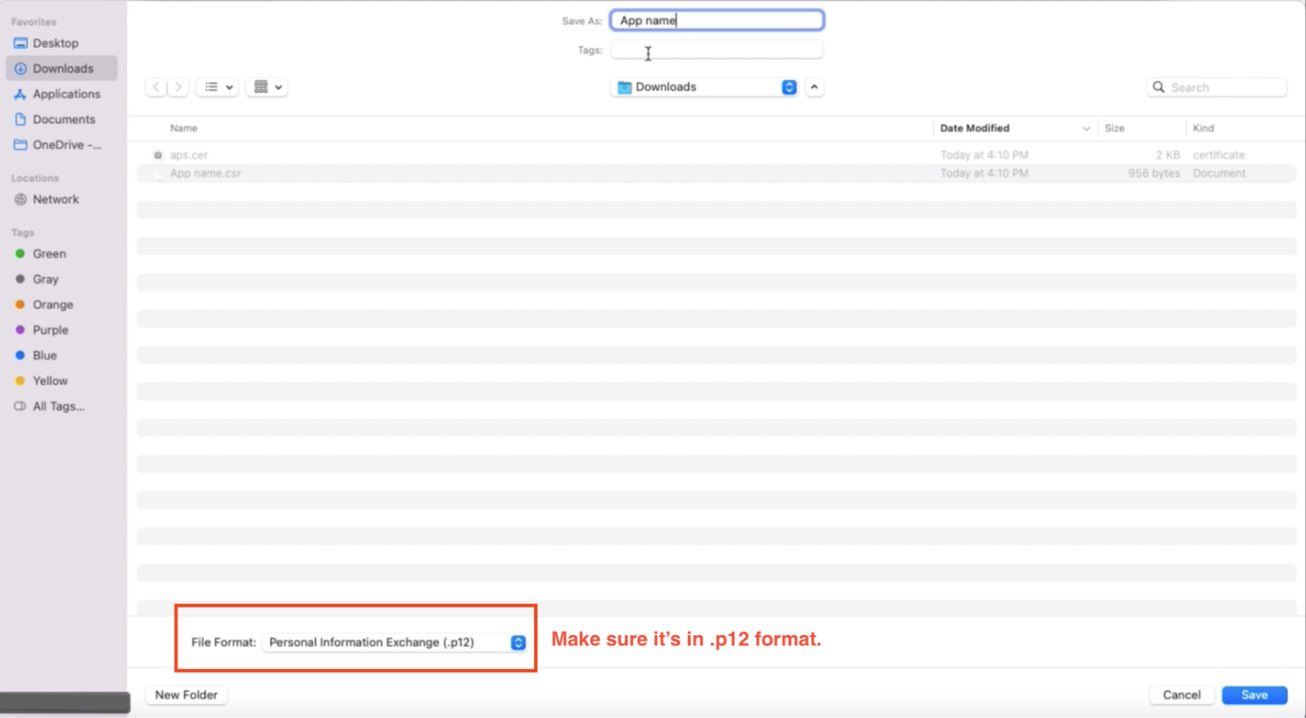 Favorites
Desktop
Downloads
Applications
Documents
OneDrive -...
Locations
Network
Tags
Green
Gray
Orange
Purple
Blue
Yellow
All Tags...
Save As: App name
Tags:
Downloads
Search
Name Date Modified Size Kind
aps.cer Today at 4:10 PM 2 KB certificate
App name.csr Today at 4:10 PM 956 bytes Document
File Format: Personal Information Exchange (.p12)
Make sure it's in .p12 format.
New Folder Cancel Save